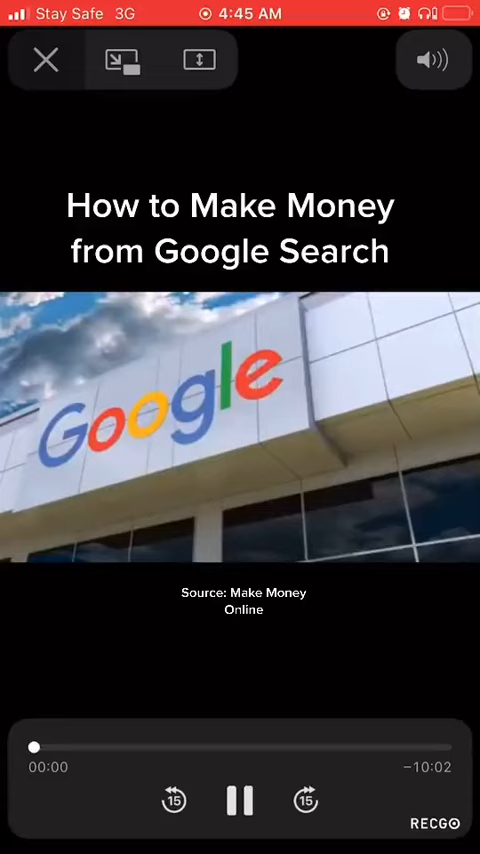 Stay Safe 3G 4:45 AM
How to Make Money
from Google Search
Google
Source: Make Money
Online
00:00 −10:02
15 15
RECGO